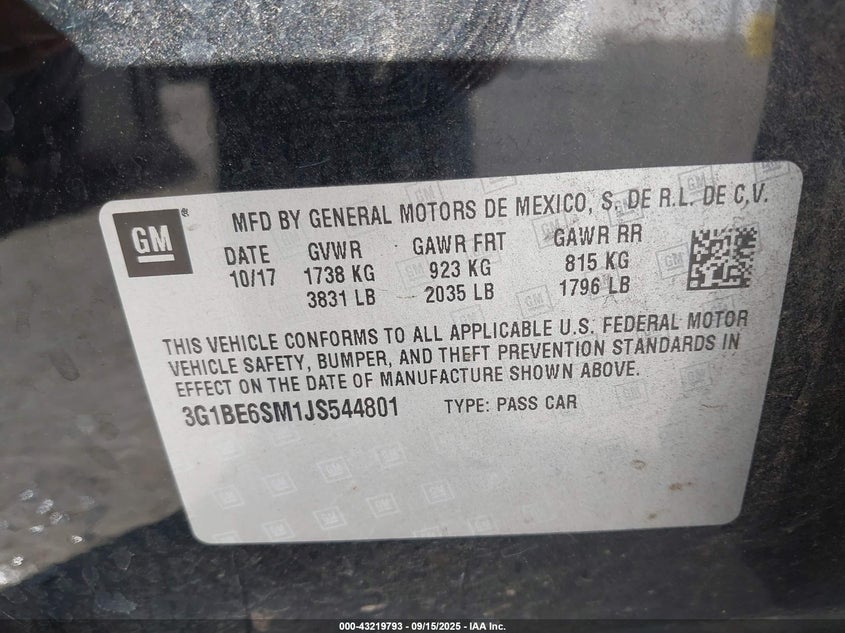 GM ®
MFD BY GENERAL MOTORS DE MEXICO, S. DE R.L. DE C.V.
DATE GVWR GAWR FRT GAWR RR
10/17 1738 KG 923 KG 815 KG
3831 LB 2035 LB 1796 LB
THIS VEHICLE CONFORMS TO ALL APPLICABLE U.S. FEDERAL MOTOR
VEHICLE SAFETY, BUMPER, AND THEFT PREVENTION STANDARDS IN
EFFECT ON THE DATE OF MANUFACTURE SHOWN ABOVE.
3G1BE6SM1JS544801 TYPE: PASS CAR
000-43219793 - 09/15/2025 - IAA Inc.